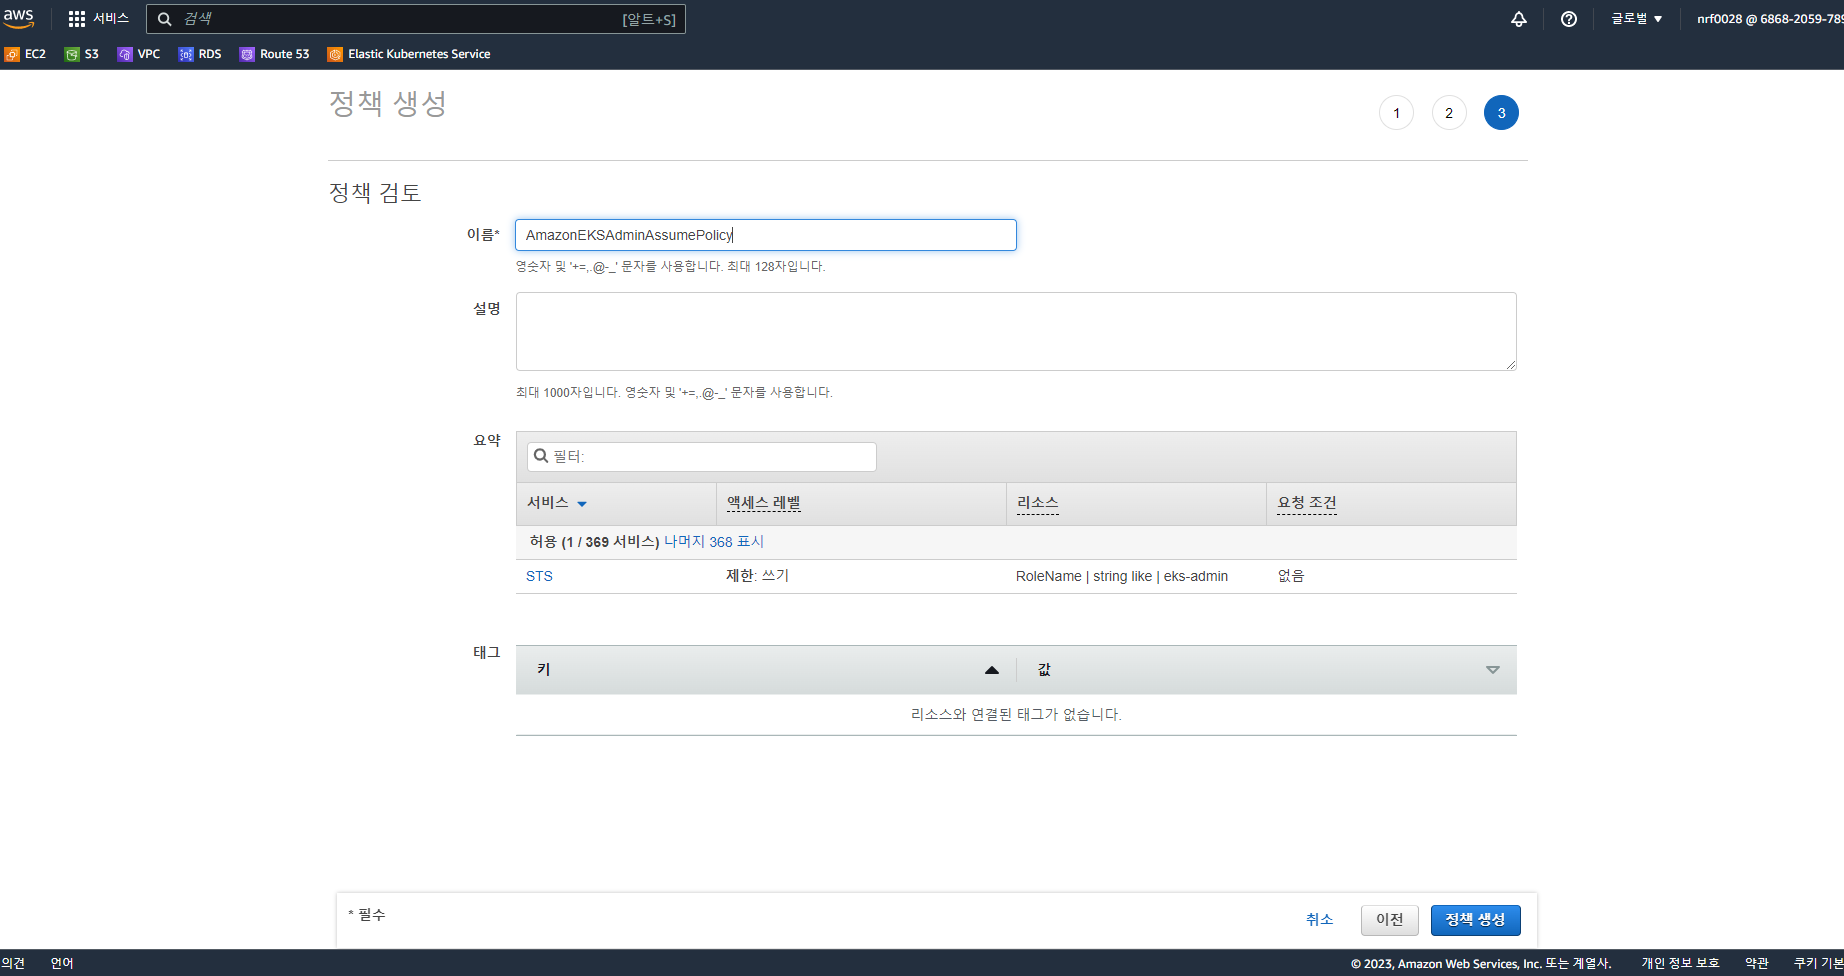 aws 서비스 검색 [알트+S] 글로벌 ▼ nrf0028 @ 6868-2059-789
EC2 S3 VPC RDS Route 53 Elastic Kubernetes Service
정책 생성
1 2 3
정책 검토
이름* AmazonEKSAdminAssumePolicy
영숫자 및 '+=,.@-_' 문자를 사용합니다. 최대 128자입니다.
설명
최대 1000자입니다. 영숫자 및 '+=,.@-_' 문자를 사용합니다.
요약
필터:
서비스 액세스 레벨 리소스 요청 조건
허용 (1 / 369 서비스) 나머지 368 표시
STS 제한: 쓰기 RoleName | string like | eks-admin 없음
태그
키 값
리소스와 연결된 태그가 없습니다.
* 필수 취소 이전 정책 생성
의견 언어 © 2023, Amazon Web Services, Inc. 또는 계열사. 개인 정보 보호 약관 쿠키 기본